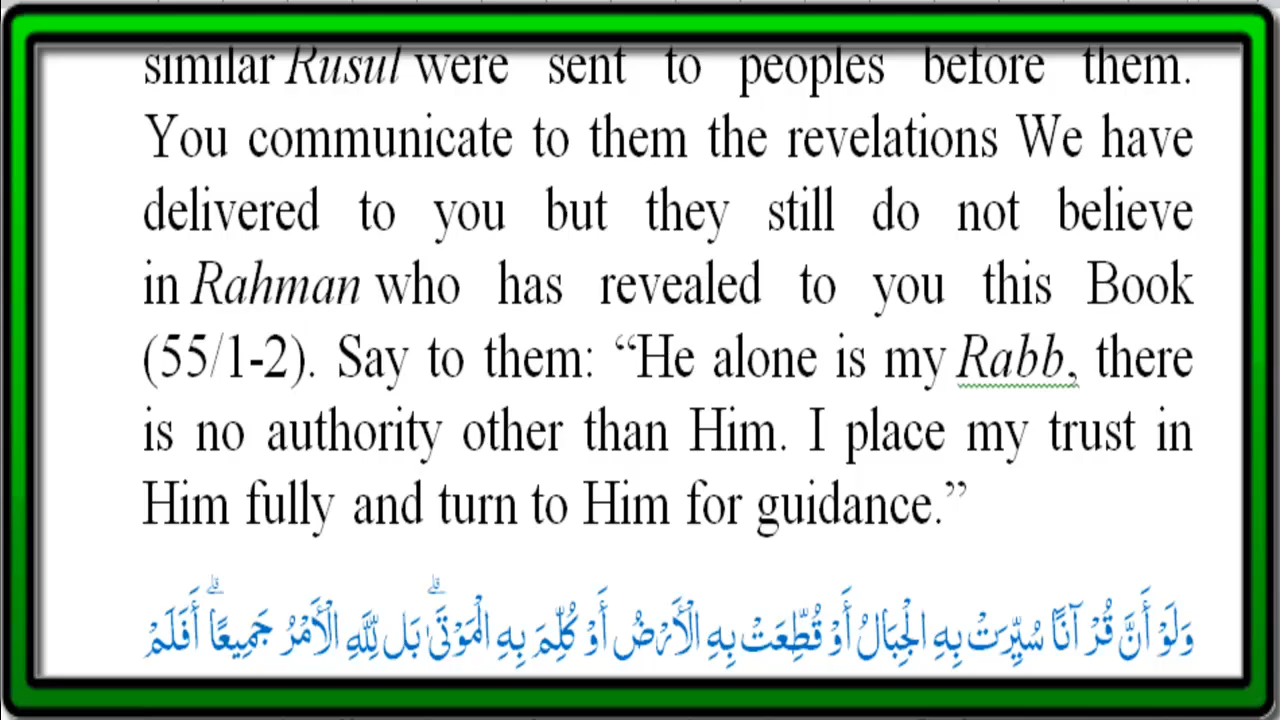 similar Rusul were sent to peoples before them.
You communicate to them the revelations We have
delivered to you but they still do not believe
in Rahman who has revealed to you this Book
(55/1-2). Say to them: “He alone is my Rabb, there
is no authority other than Him. I place my trust in
Him fully and turn to Him for guidance.”
وَلَوْ أَنَّ قُرْآنًا سُيِّرَتْ بِهِ الْجِبَالُ أَوْ قُطِّعَتْ بِهِ الْأَرْضُ أَوْ كُلِّمَ بِهِ الْمَوْتَىٰ ۗ بَل لِّلَّهِ الْأَمْرُ جَمِيعًا ۗ أَفَلَمْ